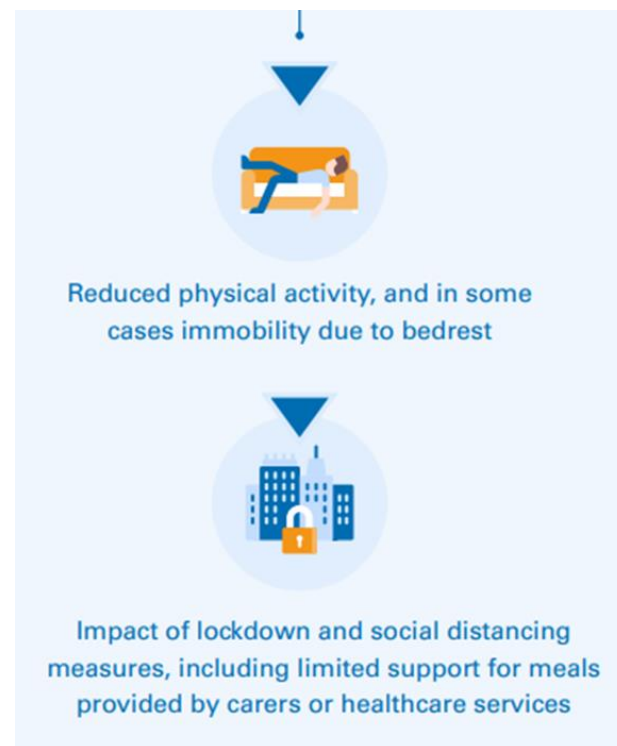 Reduced physical activity, and in some
cases immobility due to bedrest
Impact of lockdown and social distancing
measures, including limited support for meals
provided by carers or healthcare services